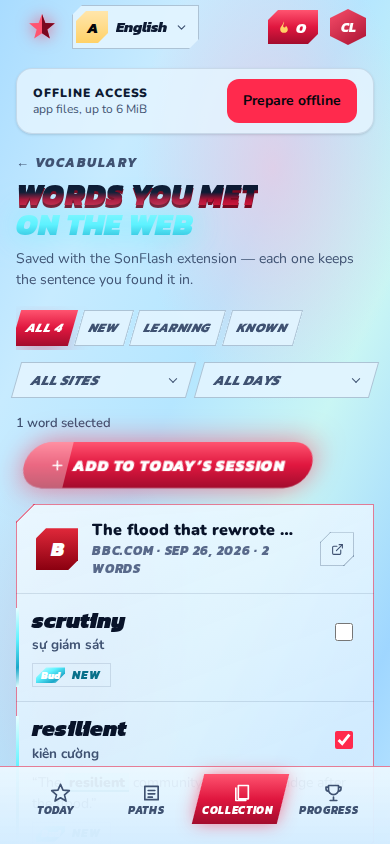 A English
0
CL
OFFLINE ACCESS
app files, up to 6 MiB
Prepare offline
← VOCABULARY
WORDS YOU MET
ON THE WEB
Saved with the SonFlash extension — each one keeps
the sentence you found it in.
ALL 4
NEW
LEARNING
KNOWN
ALL SITES
ALL DAYS
1 word selected
+ ADD TO TODAY'S SESSION
B
The flood that rewrote ...
BBC.COM · SEP 26, 2026 · 2
WORDS
scrutiny
sự giám sát
Bud NEW
resilient
kiên cường
"The resilient community
TODAY
PATHS
COLLECTION
PROGRESS